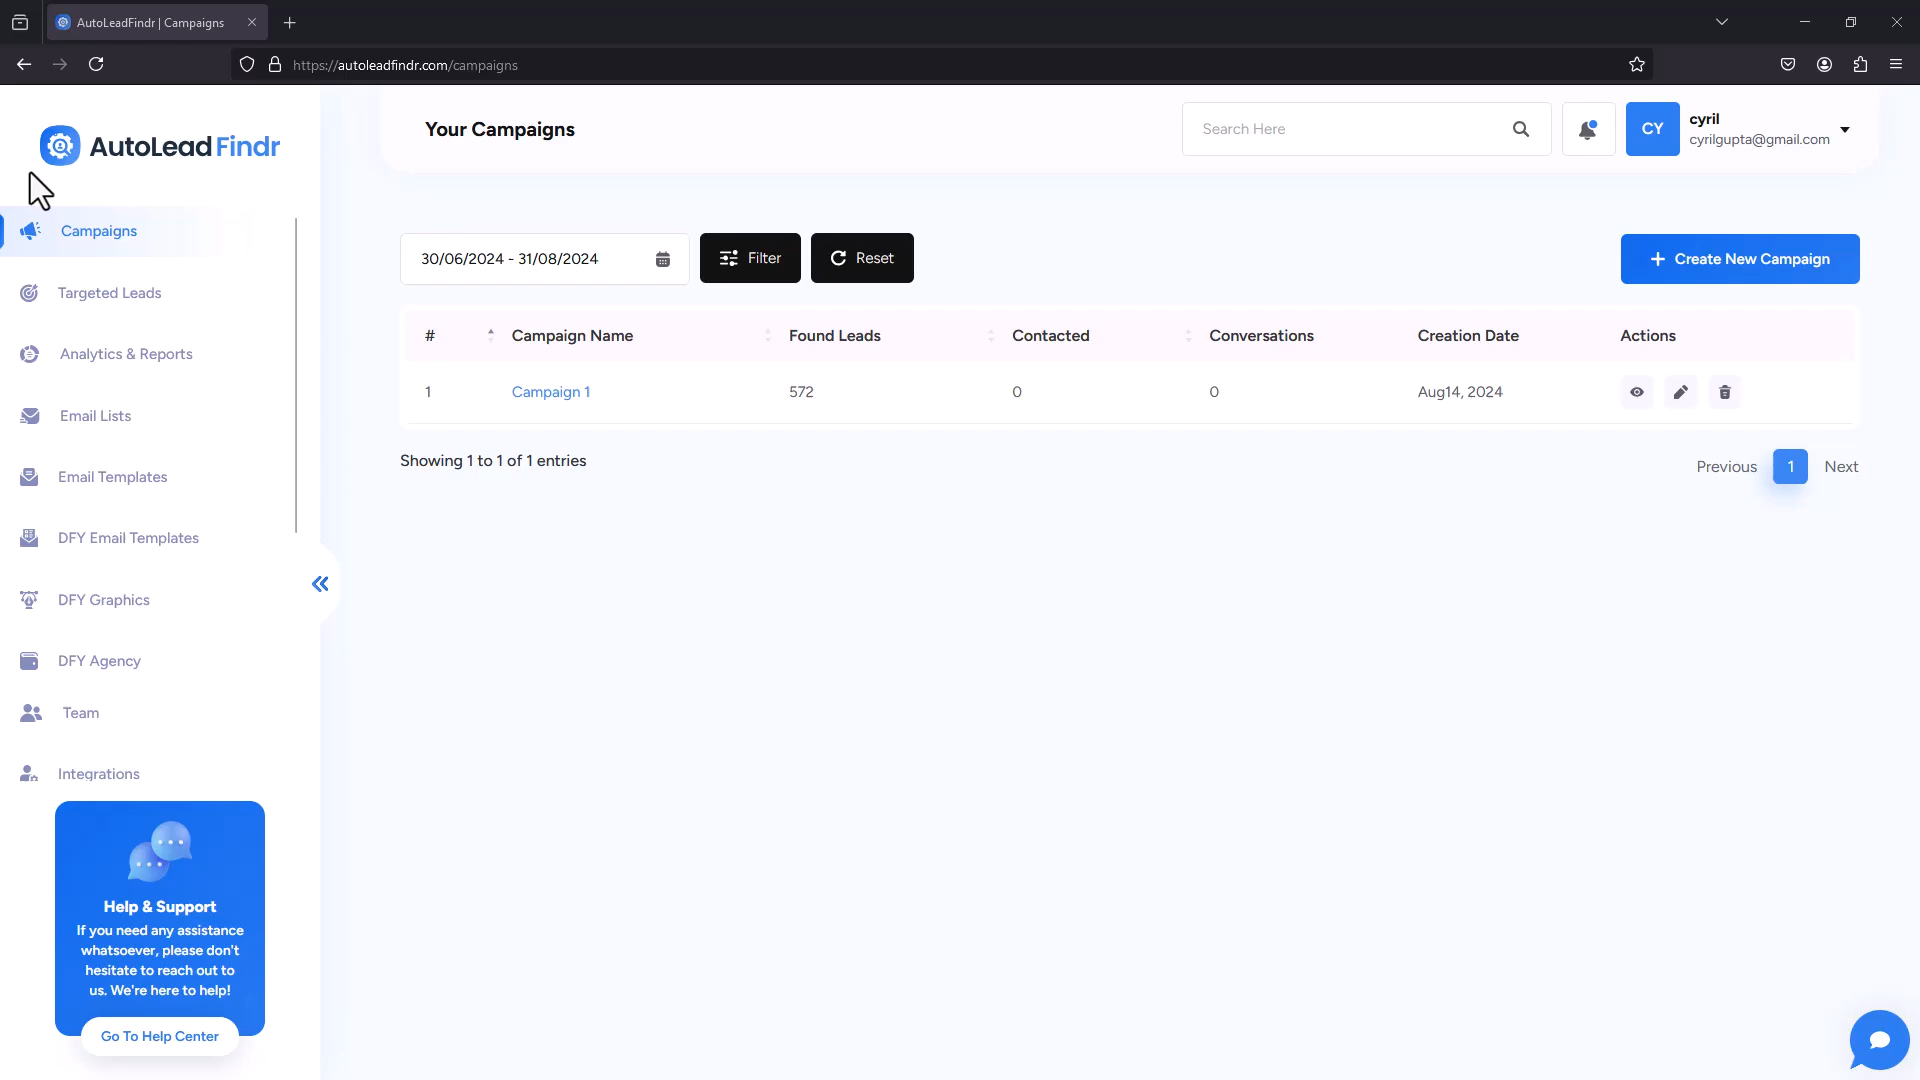 AutoLeadFindr | Campaigns
https://autoleadfindr.com/campaigns
AutoLead Findr
Your Campaigns
Search Here
CY
cyril
cyrilgupta@gmail.com
Campaigns
Targeted Leads
Analytics & Reports
Email Lists
Email Templates
DFY Email Templates
DFY Graphics
DFY Agency
Team
Integrations
Help & Support
If you need any assistance
whatsoever, please don't
hesitate to reach out to
us. We're here to help!
Go To Help Center
30/06/2024 - 31/08/2024
Filter
Reset
Create New Campaign
# Campaign Name Found Leads Contacted Conversations Creation Date Actions
1 Campaign 1 572 0 0 Aug14, 2024
Showing 1 to 1 of 1 entries
Previous 1 Next